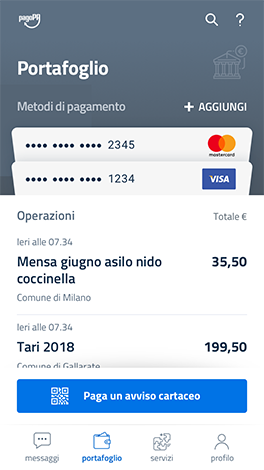 pagoPA
Portafoglio
Metodi di pagamento
+ AGGIUNGI
•••• •••• •••• 2345
mastercard
•••• •••• •••• 1234
VISA
Operazioni
Totale €
Ieri alle 07.34
Mensa giugno asilo nido
35,50
coccinella
Comune di Milano
Ieri alle 07.34
Tari 2018
199,50
Comune di Gallarate
Paga un avviso cartaceo
messaggi
portafoglio
servizi
profilo